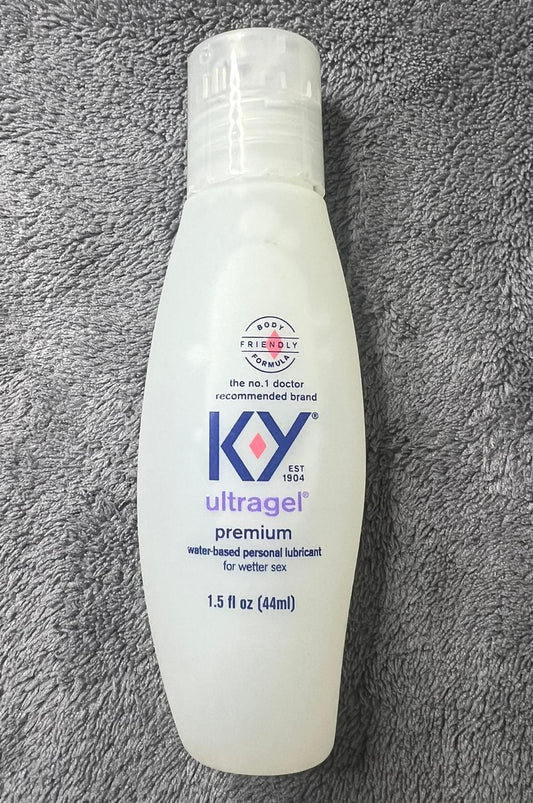 BODY
FRIENDLY
FORMULA
the no.1 doctor
recommended brand
K-Y®
EST
1904
ultragel®
premium
water-based personal lubricant
for wetter sex
1.5 fl oz (44ml)